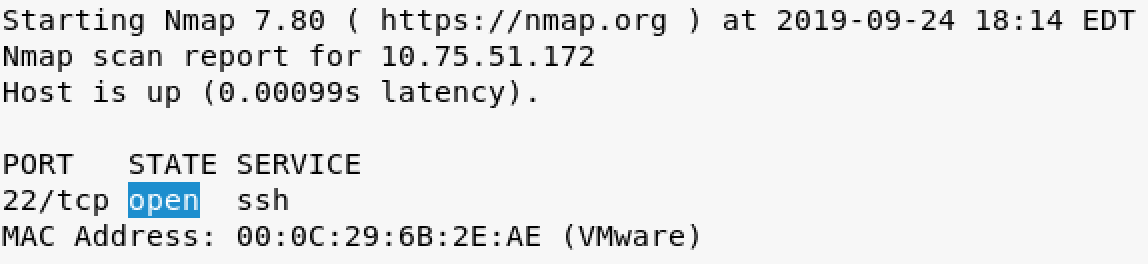 Starting Nmap 7.80 ( https://nmap.org ) at 2019-09-24 18:14 EDT
Nmap scan report for 10.75.51.172
Host is up (0.00099s latency).
PORT   STATE SERVICE
22/tcp open  ssh
MAC Address: 00:0C:29:6B:2E:AE (VMware)